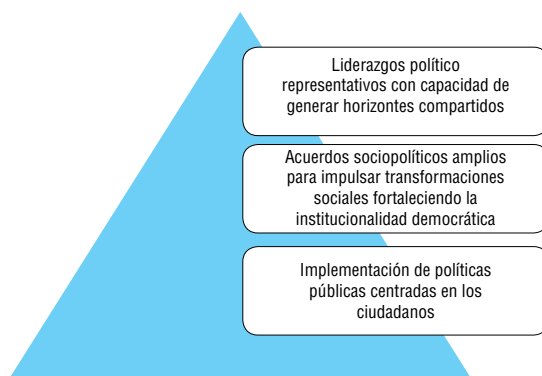 Liderazgos político
representativos con capacidad de
generar horizontes compartidos
Acuerdos sociopolíticos amplios
para impulsar transformaciones
sociales fortaleciendo la
institucionalidad democrática
Implementación de políticas
públicas centradas en los
ciudadanos